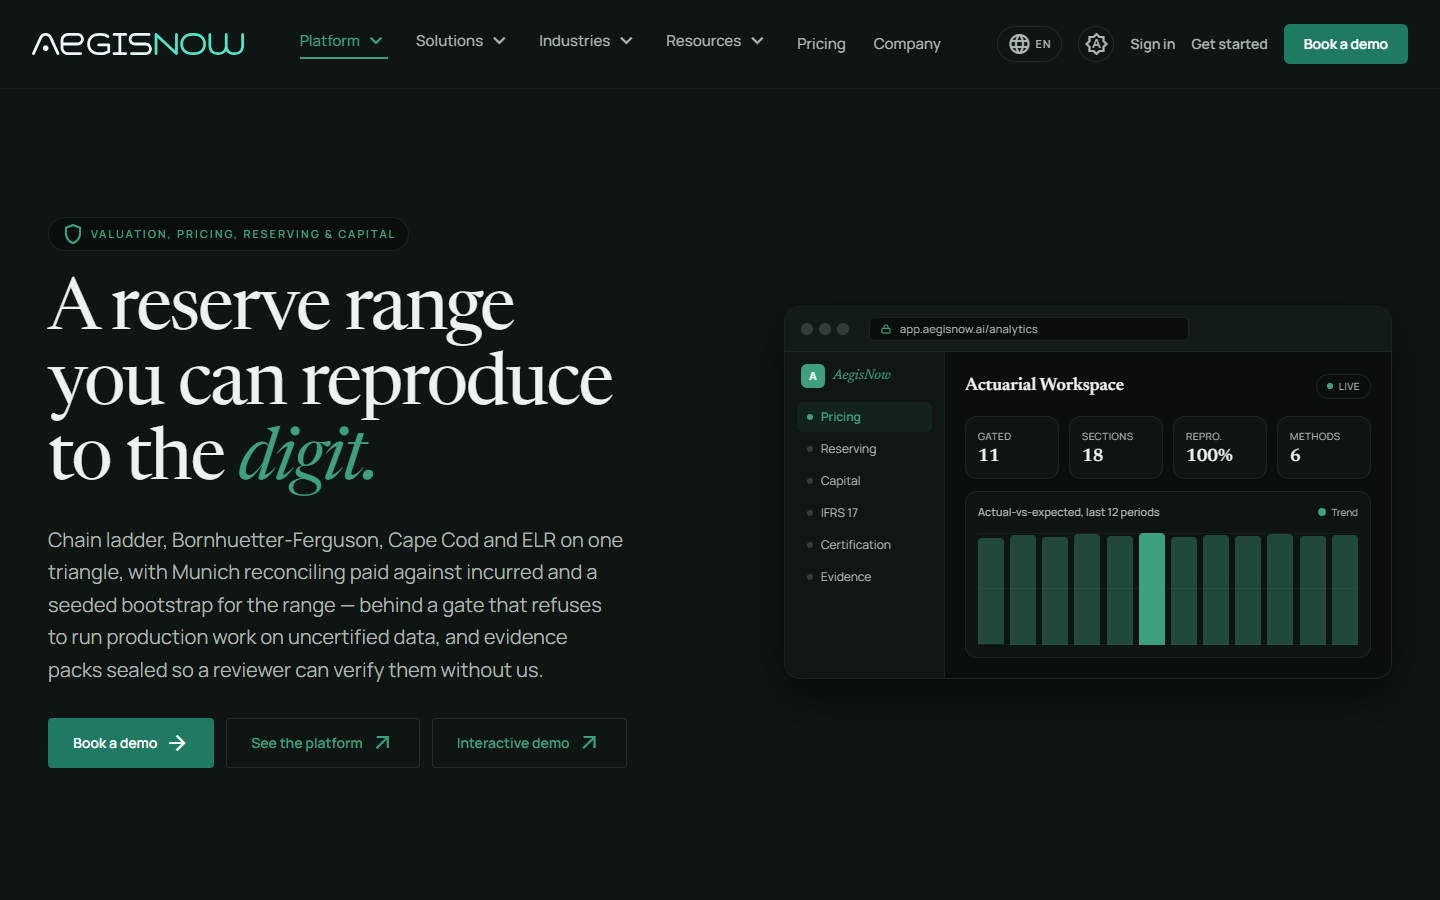 AEGISNOW
Platform
Solutions
Industries
Resources
Pricing
Company
EN
A
Sign in
Get started
Book a demo
VALUATION, PRICING, RESERVING & CAPITAL
A reserve range
you can reproduce
to the digit.
Chain ladder, Bornhuetter-Ferguson, Cape Cod and ELR on one
triangle, with Munich reconciling paid against incurred and a
seeded bootstrap for the range — behind a gate that refuses
to run production work on uncertified data, and evidence
packs sealed so a reviewer can verify them without us.
Book a demo
See the platform
Interactive demo
app.aegisnow.ai/analytics
A
AegisNow
Pricing
Reserving
Capital
IFRS 17
Certification
Evidence
Actuarial Workspace
LIVE
GATED
11
SECTIONS
18
REPRO.
100%
METHODS
6
Actual-vs-expected, last 12 periods
Trend